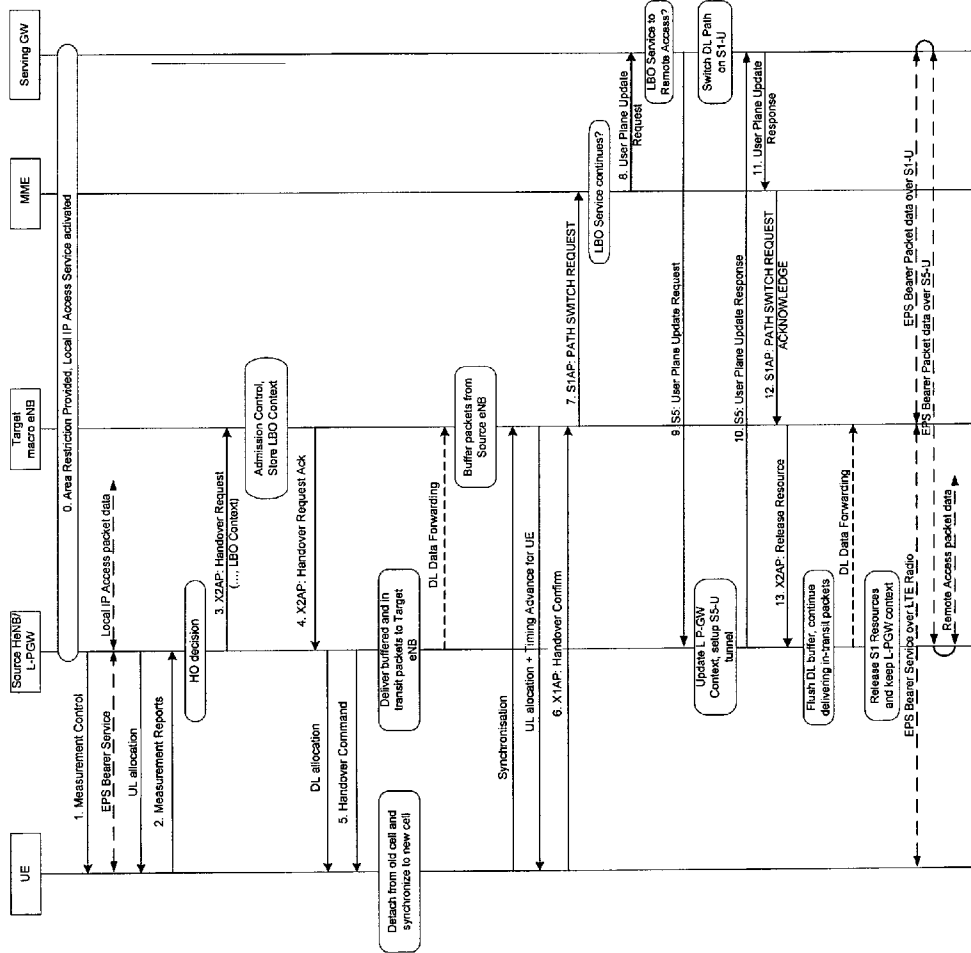 UE
Source HeNB/
L-PGW
Target
macro eNB
MME
Serving GW
0. Area Restriction Provided, Local IP Access Service activated
1. Measurement Control
EPS Bearer Service
Local IP Access packet data
UL allocation
2. Measurement Reports
HO decision
3. X2AP: Handover Request
(..., LBO Context)
Admission Control,
Store LBO Context
4. X2AP: Handover Request Ack
DL allocation
5. Handover Command
Detach from old cell and
synchronize to new cell
Deliver buffered and in
transit packets to Target
eNB
DL Data Forwarding
Buffer packets from
Source eNB
Synchronisation
UL allocation + Timing Advance for UE
6. X1AP: Handover Confirm
7. S1AP: PATH SWITCH REQUEST
LBO Service continues?
8. User Plane Update
Request
LBO Service to
Remote Access?
9. S5: User Plane Update Request
Update L P-GW
Context, setup S5-U
tunnel
Switch DL Path
on S1-U
10. S5: User Plane Update Response
11. User Plane Update
Response
12. S1AP: PATH SWITCH REQUEST
ACKNOWLEDGE
13. X2AP: Release Resource
Flush DL buffer, continue
delivering in-transit packets
DL Data Forwarding
Release S1 Resources
and keep L-PGW context
EPS Bearer Service over LTE Radio
EPS Bearer Packet data over S1-U
EPS Bearer Packet data over S5-U
Remote Access packet data